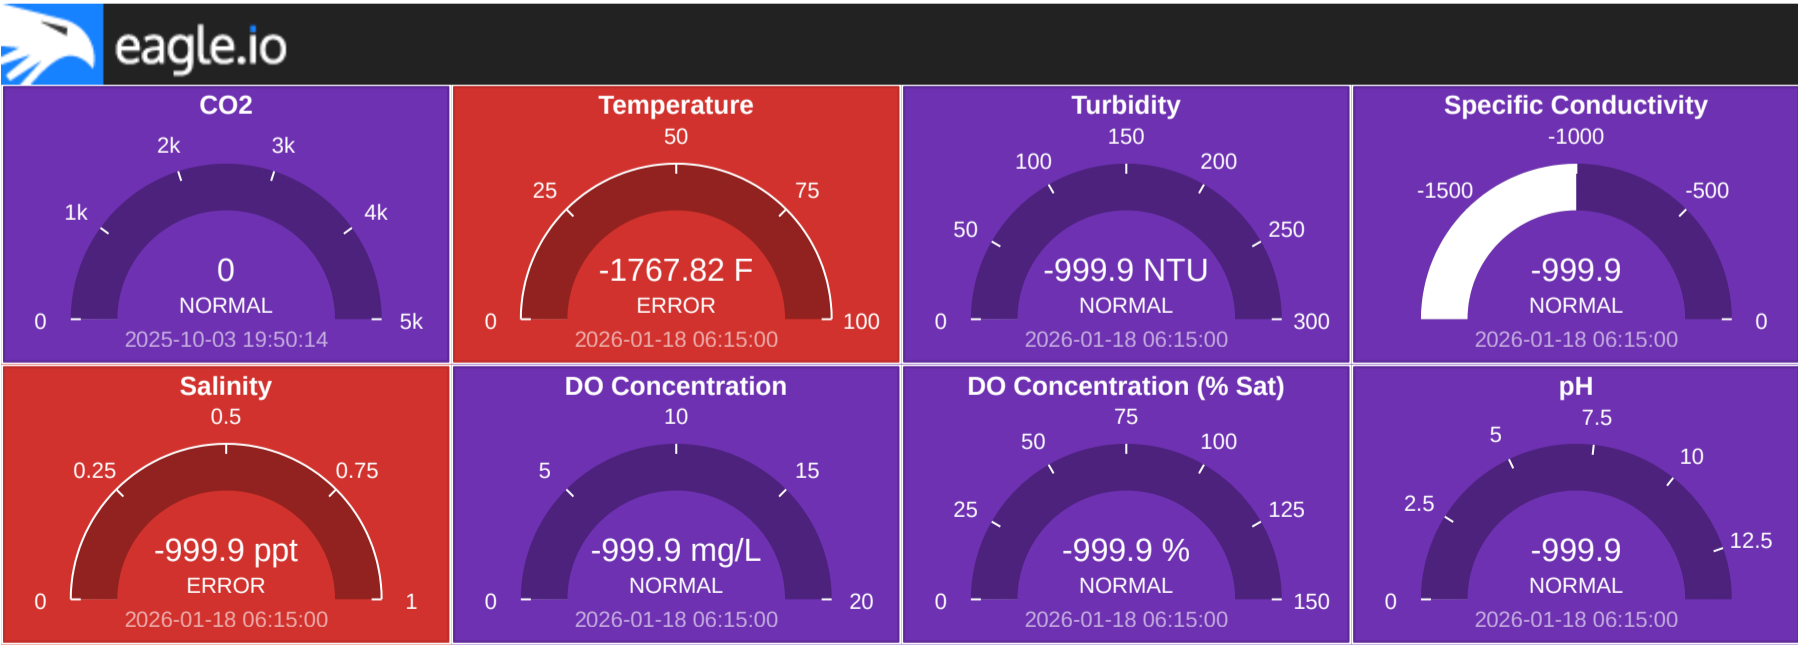 eagle.io
CO2
0
1k
2k
3k
4k
5k
0
NORMAL
2025-10-03 19:50:14
Temperature
0
25
50
75
100
-1767.82 F
ERROR
2026-01-18 06:15:00
Turbidity
0
50
100
150
200
250
300
-999.9 NTU
NORMAL
2026-01-18 06:15:00
Specific Conductivity
-1500
-1000
-500
0
-999.9
NORMAL
2026-01-18 06:15:00
Salinity
0
0.25
0.5
0.75
1
-999.9 ppt
ERROR
2026-01-18 06:15:00
DO Concentration
0
5
10
15
20
-999.9 mg/L
NORMAL
2026-01-18 06:15:00
DO Concentration (% Sat)
0
25
50
75
100
125
150
-999.9 %
NORMAL
2026-01-18 06:15:00
pH
0
2.5
5
7.5
10
12.5
-999.9
NORMAL
2026-01-18 06:15:00